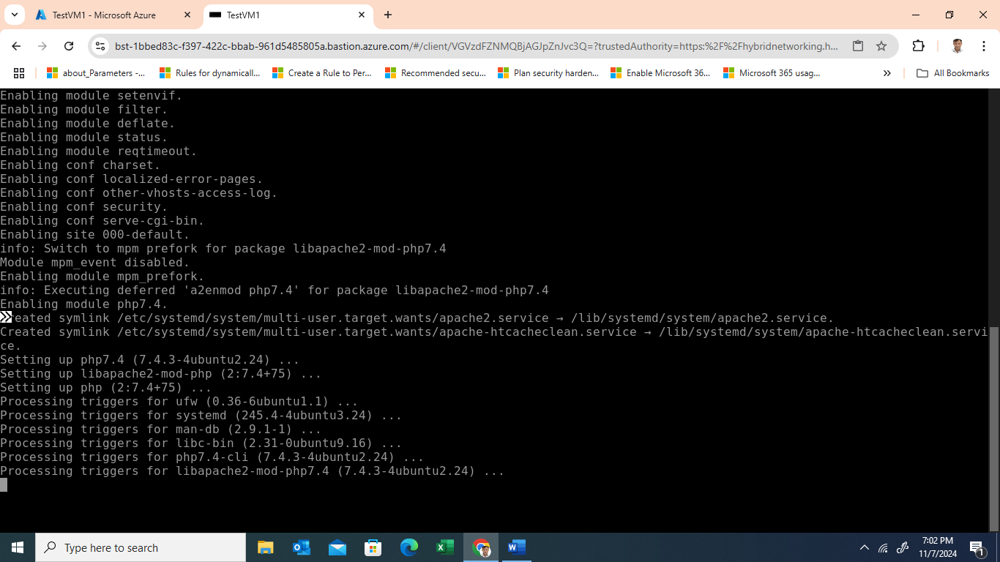 TestVM1 - Microsoft Azure
TestVM1
bst-1bbed83c-f397-422c-bbab-961d5485805a.bastion.azure.com/#/client/VGVzdFZNMQBjAGJpZnJvc3Q=?trustedAuthority=https:%2F%2Fhybridnetworking.h...
about_Parameters -...
Rules for dynamicall...
Create a Rule to Per...
Recommended secu...
Plan security harden...
Enable Microsoft 36...
Microsoft 365 usag...
All Bookmarks
Enabling module setenvif.
Enabling module filter.
Enabling module deflate.
Enabling module status.
Enabling module reqtimeout.
Enabling conf charset.
Enabling conf localized-error-pages.
Enabling conf other-vhosts-access-log.
Enabling conf security.
Enabling conf serve-cgi-bin.
Enabling site 000-default.
info: Switch to mpm prefork for package libapache2-mod-php7.4
Module mpm_event disabled.
Enabling module mpm_prefork.
info: Executing deferred 'a2enmod php7.4' for package libapache2-mod-php7.4
Enabling module php7.4.
reated symlink /etc/systemd/system/multi-user.target.wants/apache2.service → /lib/systemd/system/apache2.service.
Created symlink /etc/systemd/system/multi-user.target.wants/apache-htcacheclean.service → /lib/systemd/system/apache-htcacheclean.servi
ce.
Setting up php7.4 (7.4.3-4ubuntu2.24) ...
Setting up libapache2-mod-php (2:7.4+75) ...
Setting up php (2:7.4+75) ...
Processing triggers for ufw (0.36-6ubuntu1.1) ...
Processing triggers for systemd (245.4-4ubuntu3.24) ...
Processing triggers for man-db (2.9.1-1) ...
Processing triggers for libc-bin (2.31-0ubuntu9.16) ...
Processing triggers for php7.4-cli (7.4.3-4ubuntu2.24) ...
Processing triggers for libapache2-mod-php7.4 (7.4.3-4ubuntu2.24) ...
Type here to search
7:02 PM
11/7/2024
1